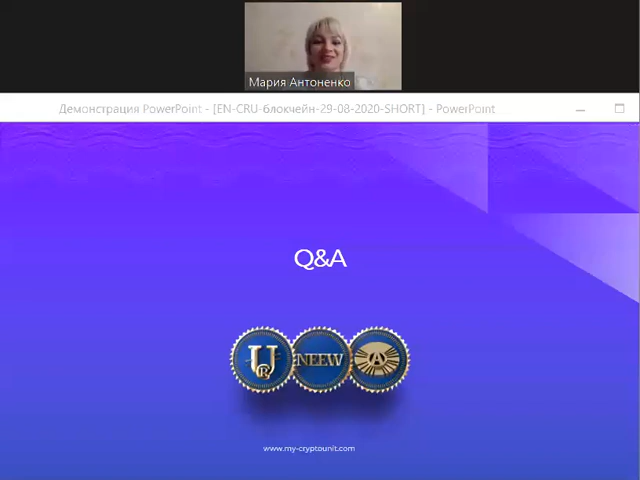 Мария Антоненко
Демонстрация PowerPoint - [EN-CRU-блокчейн-29-08-2020-SHORT] - PowerPoint
Q&A
U
R
NEEW
A
www.my-cryptounit.com